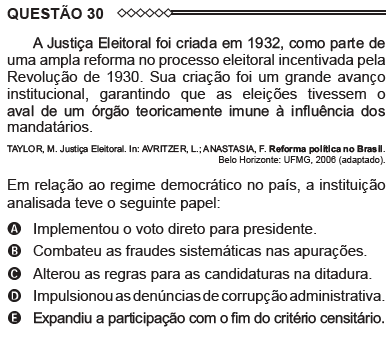 QUESTÃO 30
A Justiça Eleitoral foi criada em 1932, como parte de
uma ampla reforma no processo eleitoral incentivada pela
Revolução de 1930. Sua criação foi um grande avanço
institucional, garantindo que as eleições tivessem o
aval de um órgão teoricamente imune à influência dos
mandatários.
TAYLOR, M. Justiça Eleitoral. In: AVRITZER, L.; ANASTASIA, F. Reforma política no Brasil.
Belo Horizonte: UFMG, 2006 (adaptado).
Em relação ao regime democrático no país, a instituição
analisada teve o seguinte papel:
A Implementou o voto direto para presidente.
B Combateu as fraudes sistemáticas nas apurações.
C Alterou as regras para as candidaturas na ditadura.
D Impulsionou as denúncias de corrupção administrativa.
E Expandiu a participação com o fim do critério censitário.